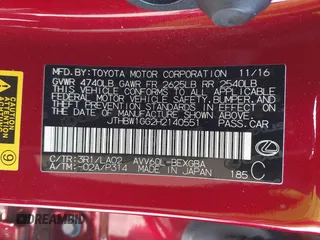 MFD BY:TOYOTA MOTOR CORPORATION 11/16
GVWR 4740LB GAWR FR 2625LB RR 2540LB
THIS VEHICLE CONFORMS TO ALL APPLICABLE
FEDERAL MOTOR VEHICLE SAFETY, BUMPER, AND
THEFT PREVENTION STANDARDS IN EFFECT ON THE
DATE OF MANUFACTURE SHOWN ABOVE.
JTHBW1GG2H2140551 PASS.CAR
C/TR:3R1/LA02 AVV60L-BEXGBA
A/TM:-02A/P314 MADE IN JAPAN 185 C
9
DREAMBID